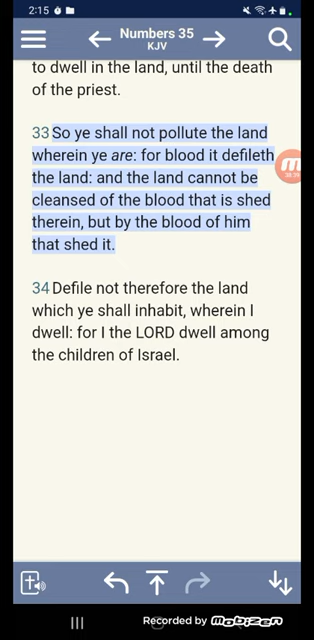 2:15
Numbers 35
KJV
to dwell in the land, until the death
of the priest.
33 So ye shall not pollute the land
wherein ye are: for blood it defileth
the land: and the land cannot be
cleansed of the blood that is shed
therein, but by the blood of him
that shed it.
34 Defile not therefore the land
which ye shall inhabit, wherein I
dwell: for I the LORD dwell among
the children of Israel.
Recorded by mobizen